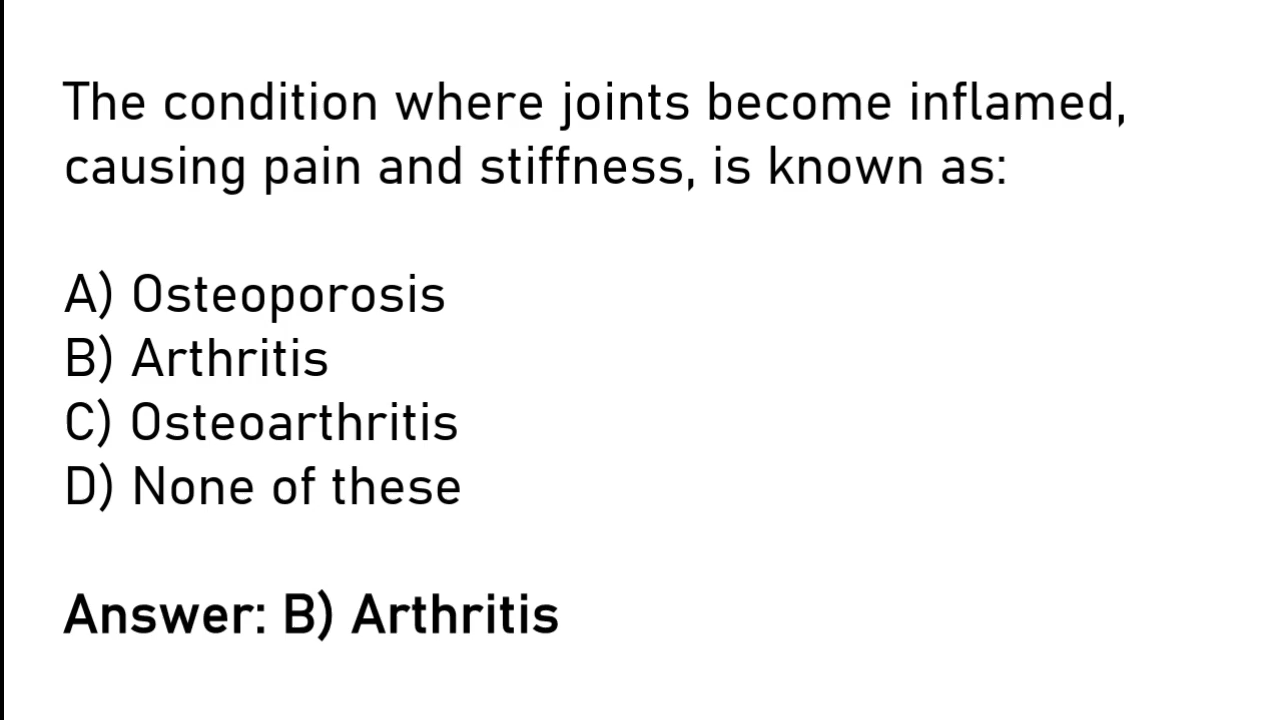 The condition where joints become inflamed,
causing pain and stiffness, is known as:
A) Osteoporosis
B) Arthritis
C) Osteoarthritis
D) None of these
Answer: B) Arthritis